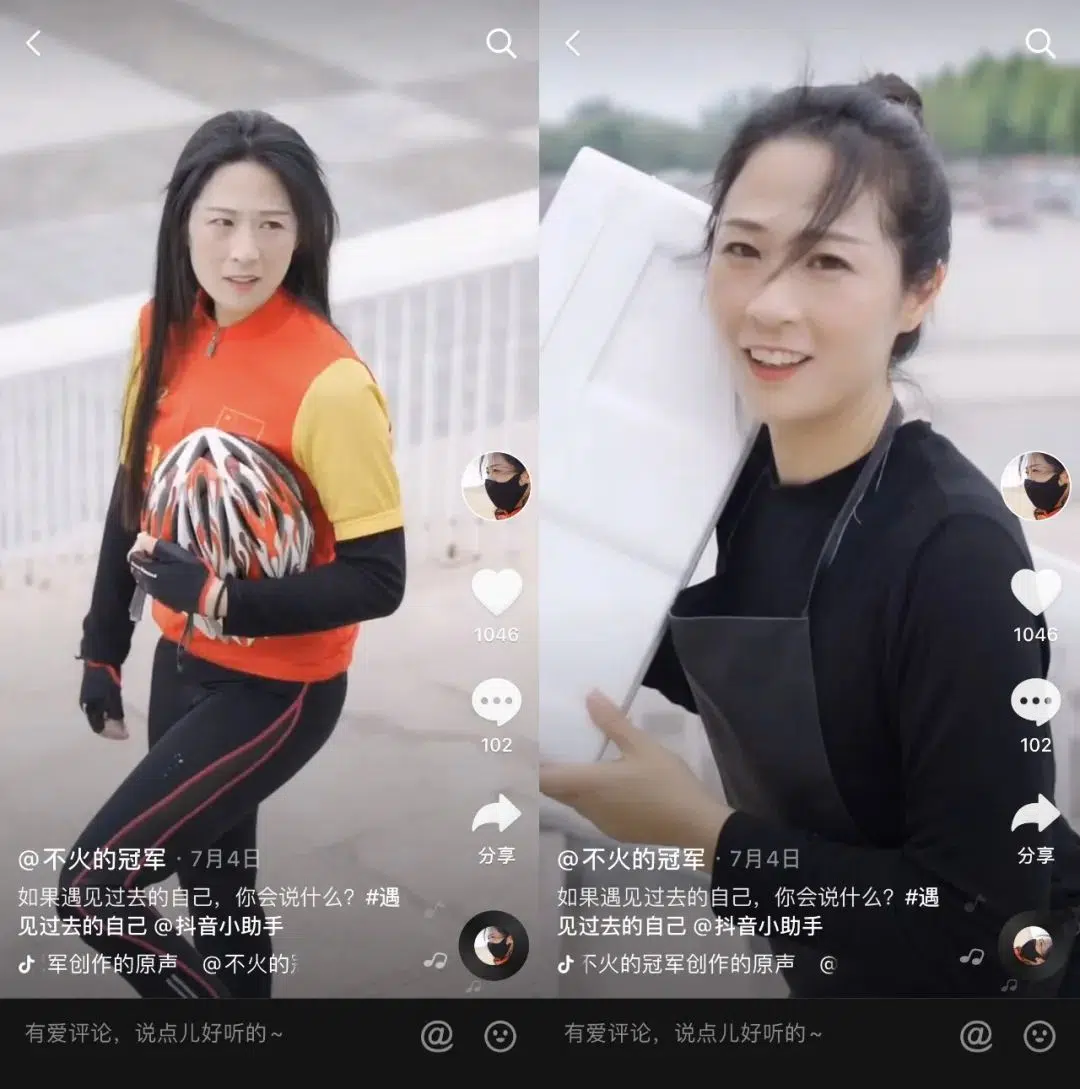 1046
102
分享
@不火的冠军 · 7月4日
如果遇见过去的自己，你会说什么？#遇
见过去的自己 @抖音小助手
军创作的原声 @不火的
有爱评论，说点儿好听的~
1046
102
分享
@不火的冠军 · 7月4日
如果遇见过去的自己，你会说什么？#遇
见过去的自己 @抖音小助手
不火的冠军创作的原声 @
有爱评论，说点儿好听的~